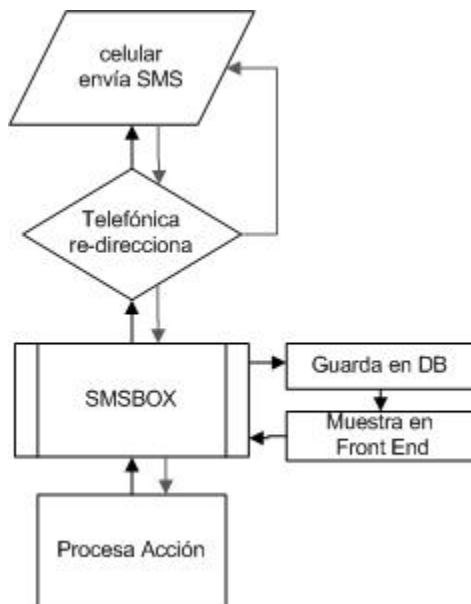 celular
envía SMS
Telefónica
re-direcciona
SMSBOX
Guarda en DB
Muestra en
Front End
Procesa Acción